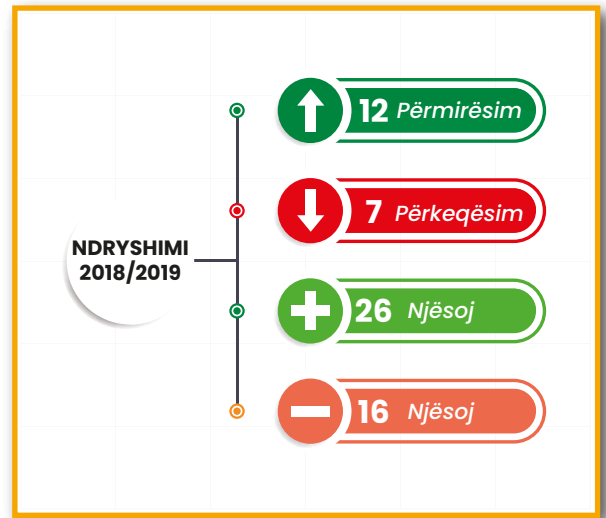 12 Përmirësim
7 Përkeqësim
NDRYSHIMI
2018/2019
26 Njësoj
16 Njësoj